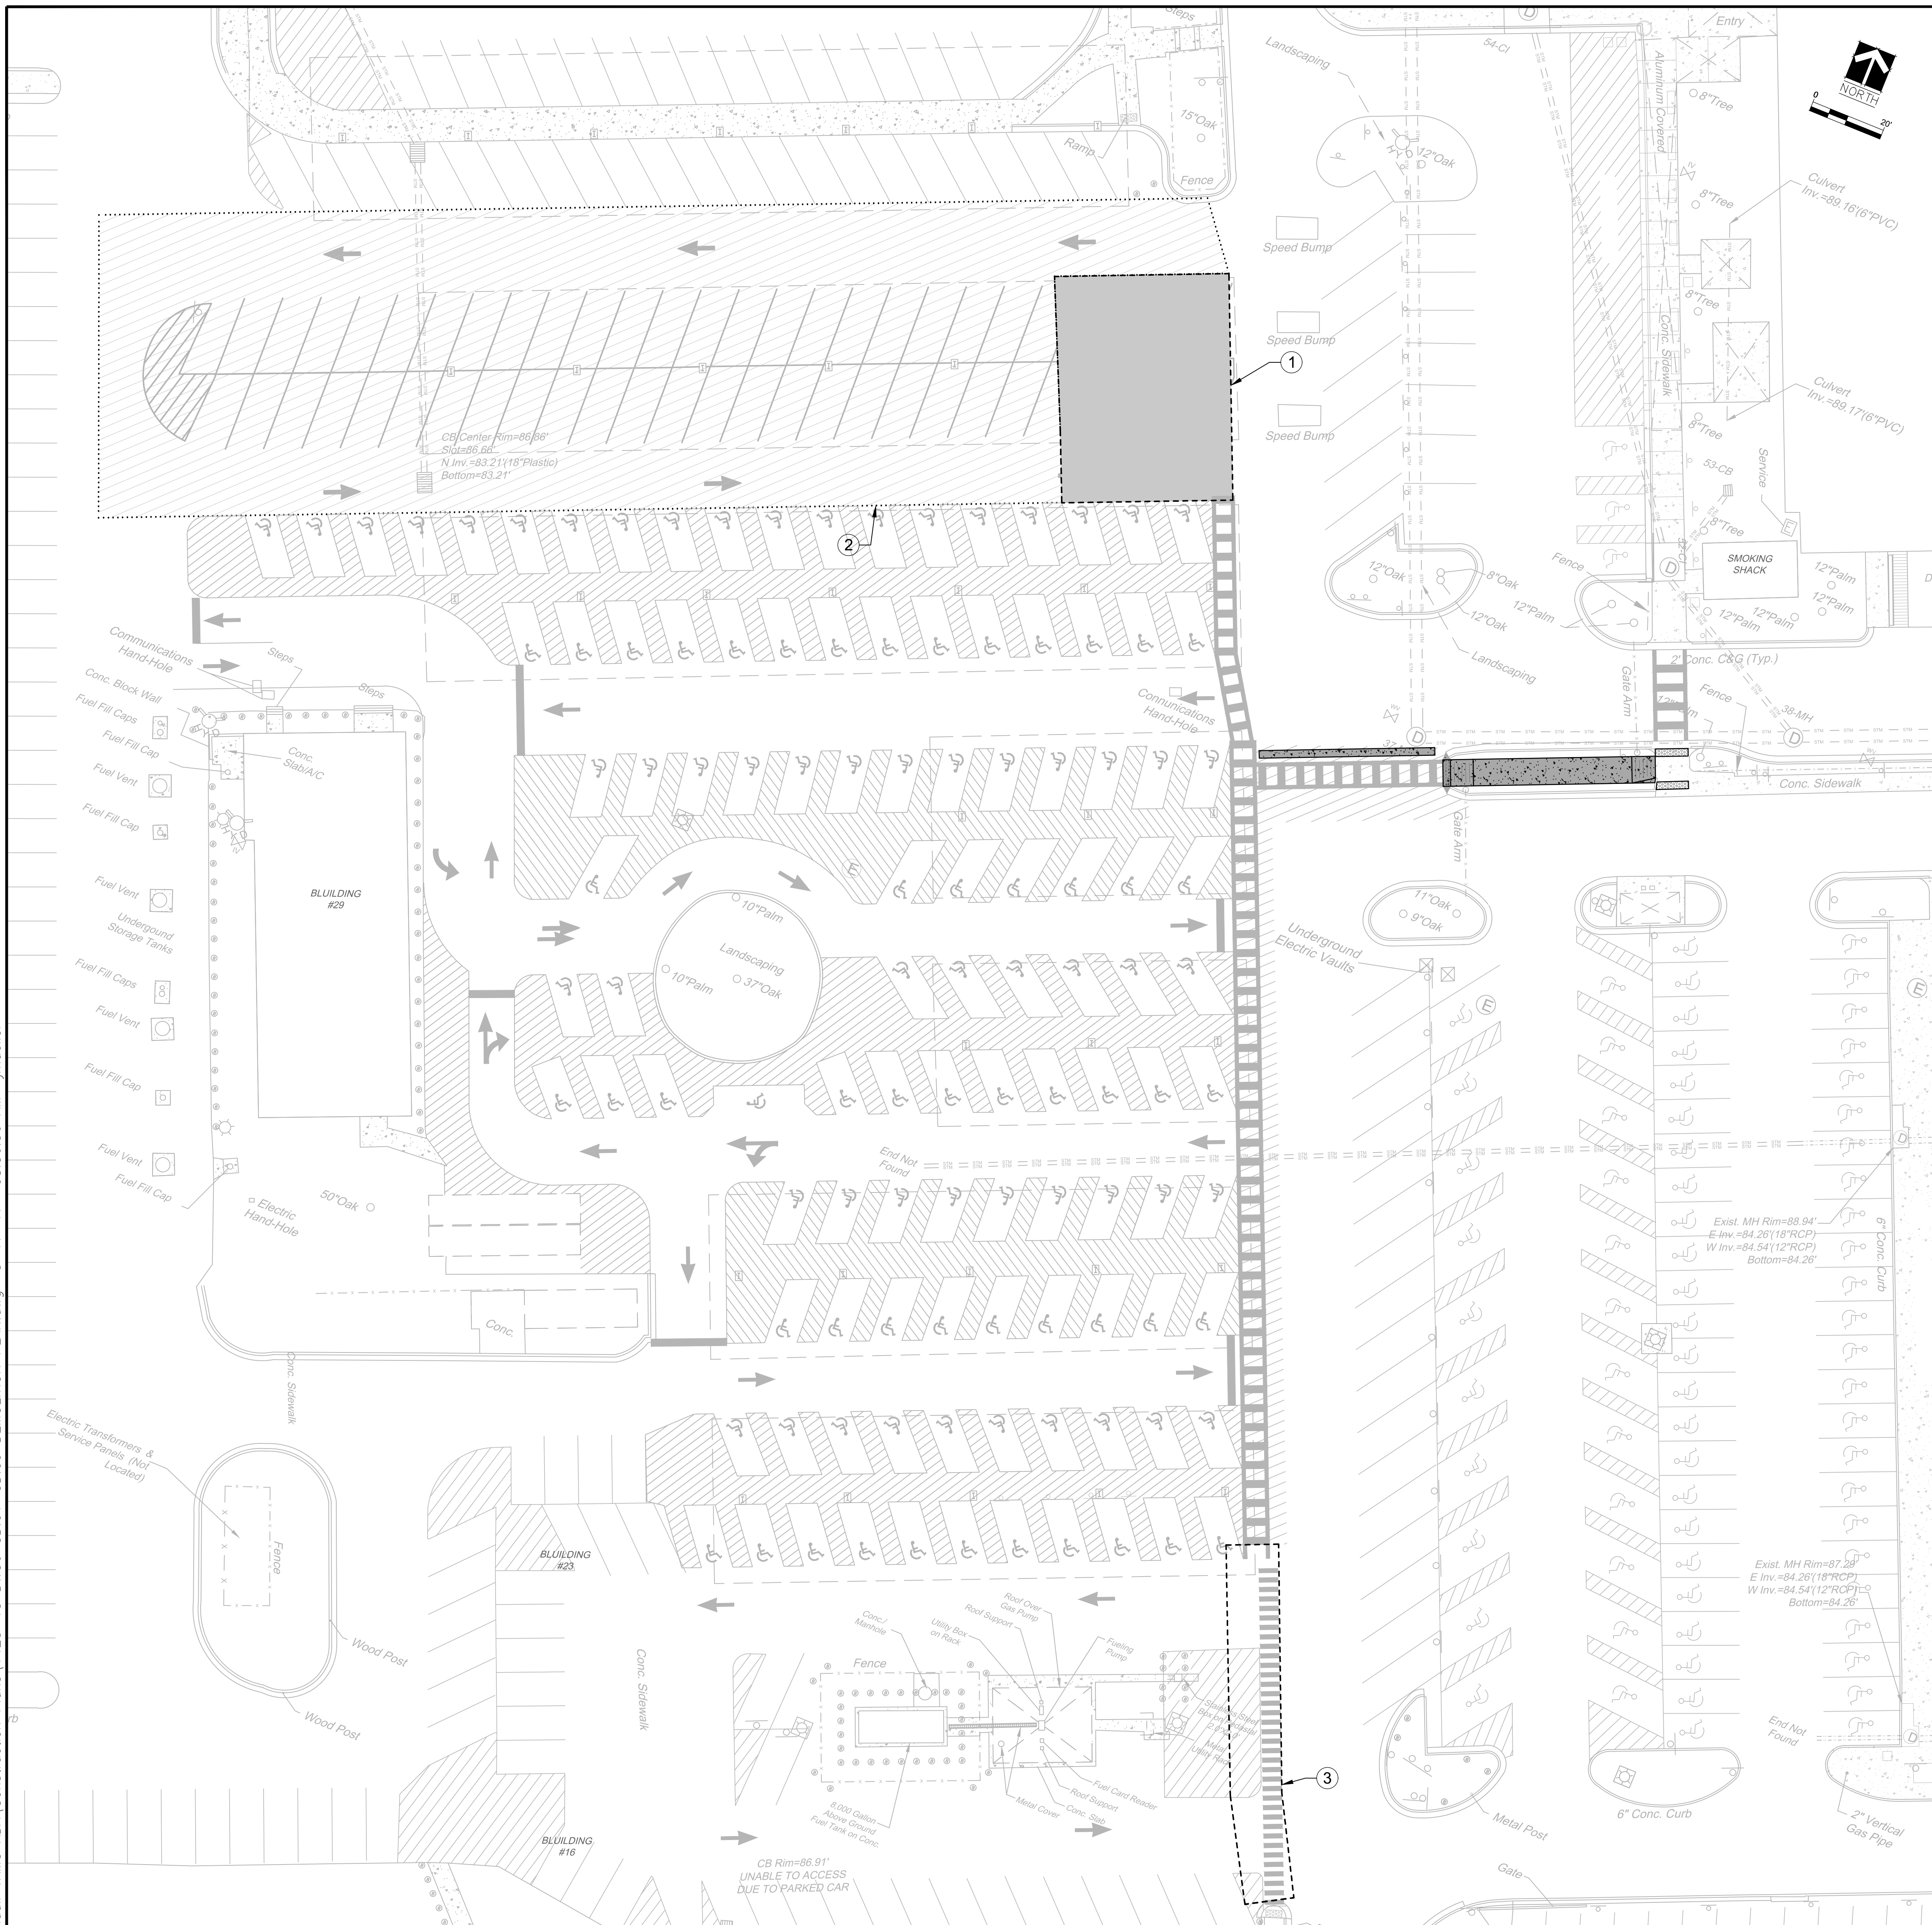 Steps
Landscaping
54-CI
D
Entry
NORTH
0
20'
15"Oak
Ramp
Fence
12"Oak
Aluminum Covered
8"Tree
IV
8"Tree
Culvert
Inv.=89.16'(6"PVC)
Speed Bump
8"Tree
Conc. Sidewalk
Speed Bump
1
Culvert
Inv.=89.17'(6"PVC)
Speed Bump
8"Tree
CB Center Rim=86.86'
Slot=86.66'
N Inv.=83.21'(18"Plastic)
Bottom=83.21'
53-CB
Service
E
8"Tree
2
SMOKING
SHACK
Fence
D
12"Oak
8"Oak
12"Oak
12"Palm
12"Palm
12"Palm
12"Palm
12"Palm
Communications
Hand-Hole
Steps
Landscaping
2' Conc. C&G (Typ.)
Conc. Block Wall
Fuel Fill Caps
Steps
Connunications
Hand-Hole
Gate Arm
Fence
38-MH
WV
D
D
WV
Fuel Fill Cap
Conc.
Slab/A/C
Fuel Vent
Conc. Sidewalk
Fuel Fill Cap
IV
Gate Arm
E
Fuel Vent
BLUILDING
#29
10"Palm
11"Oak
9"Oak
Underground
Storage Tanks
Landscaping
Underground
Electric Vaults
Fuel Fill Caps
10"Palm
37"Oak
E
E
Fuel Vent
Fuel Fill Cap
Fuel Vent
End Not
Found
STM
D
Fuel Fill Cap
50"Oak
Electric
Hand-Hole
Exist. MH Rim=88.94'
E Inv.=84.26'(18"RCP)
W Inv.=84.54'(12"RCP)
Bottom=84.26'
6" Conc. Curb
Conc.
Conc. Sidewalk
Electric Transformers &
Service Panels (Not
Located)
Fence
BLUILDING
#23
Exist. MH Rim=87.29'
E Inv.=84.26'(18"RCP)
W Inv.=84.54'(12"RCP)
Bottom=84.26'
Wood Post
Conc. Sidewalk
Conc./
Manhole
Utility Box
on Rack
Roof Support
Roof Over
Gas Pump
Fueling
Pump
Fence
Wood Post
rb
End Not
Found
D
3
8,000 Gallon
Above Ground
Fuel Tank on Conc.
Metal Cover
Conc. Slab
Roof Support
Fuel Card Reader
Metal Post
6" Conc. Curb
2" Vertical
Gas Pipe
BLUILDING
#16
CB Rim=86.91'
UNABLE TO ACCESS
DUE TO PARKED CAR
Gate